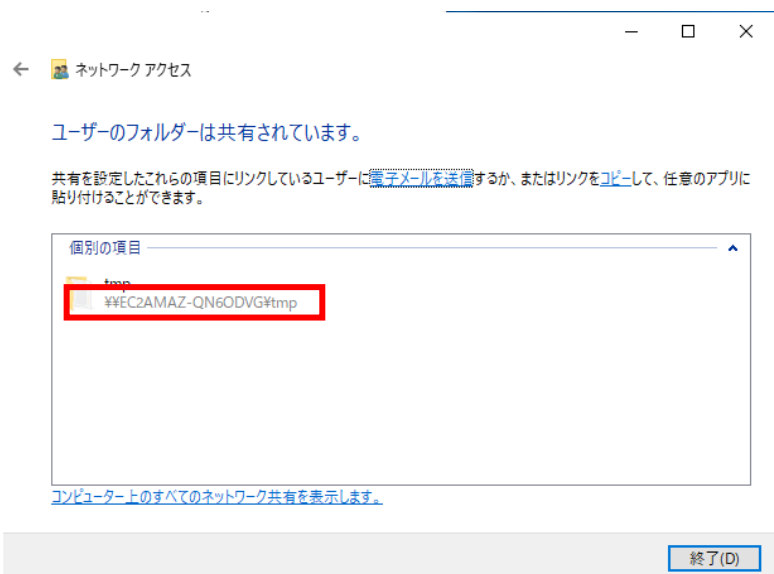 ネットワーク アクセス
ユーザーのフォルダーは共有されています。
共有を設定したこれらの項目にリンクしているユーザーに電子メールを送信するか、またはリンクをコピーして、任意のアプリに
貼り付けることができます。
個別の項目
tmp
¥¥EC2AMAZ-QN6ODVG¥tmp
コンピューター上のすべてのネットワーク共有を表示します。
終了(D)